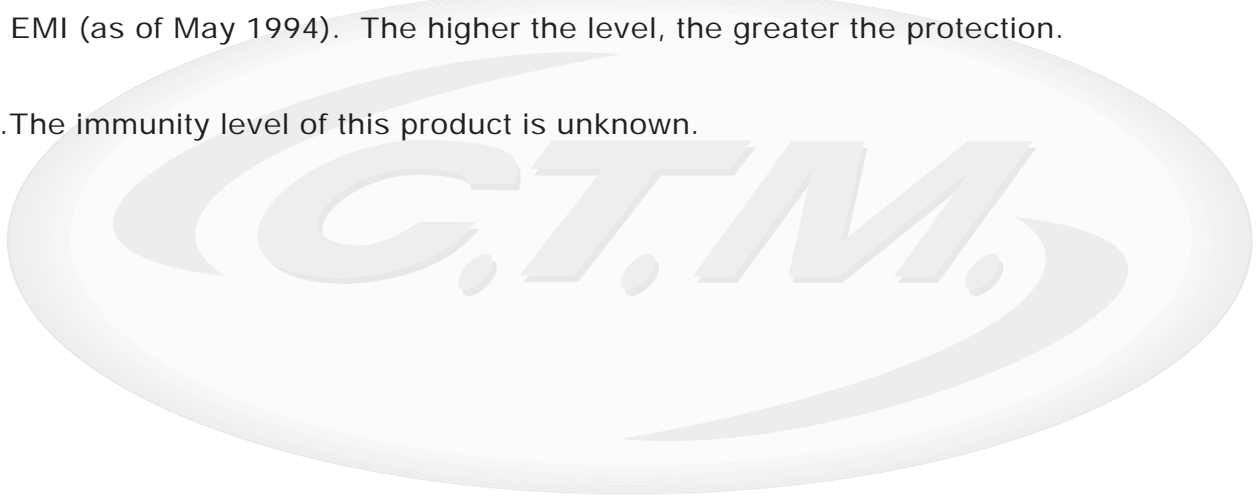 EMI (as of May 1994).  The higher the level, the greater the protection.
.The immunity level of this product is unknown.
C.T.M.